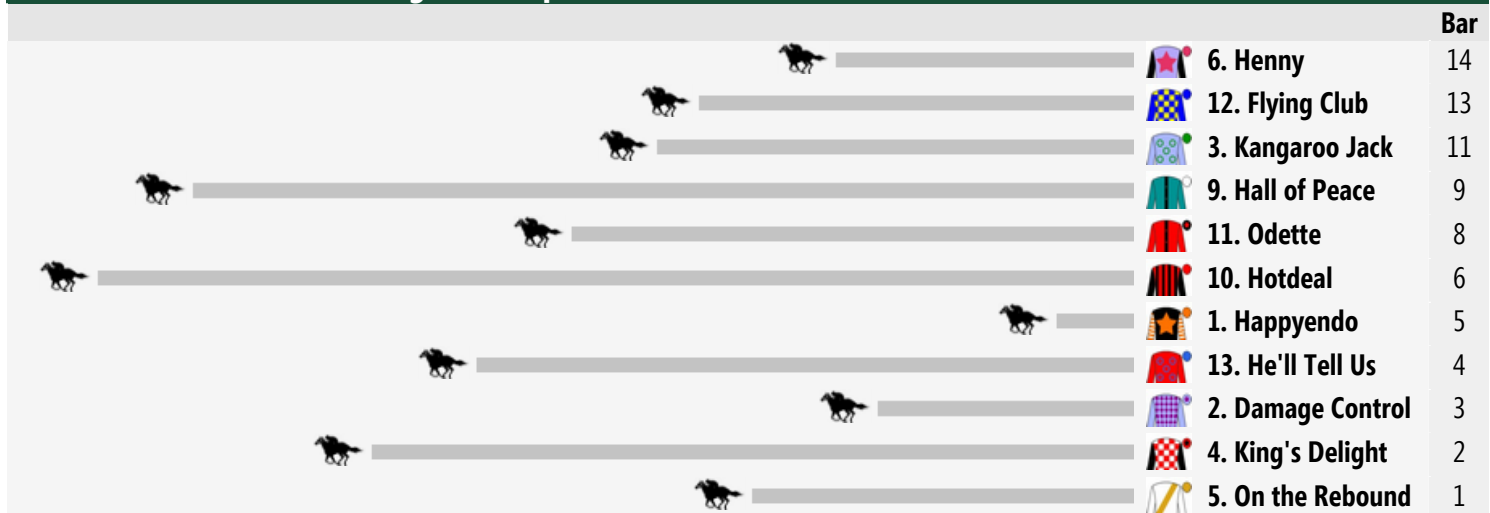 Bar
6. Henny 14
12. Flying Club 13
3. Kangaroo Jack 11
9. Hall of Peace 9
11. Odette 8
10. Hotdeal 6
1. Happyendo 5
13. He'll Tell Us 4
2. Damage Control 3
4. King's Delight 2
5. On the Rebound 1